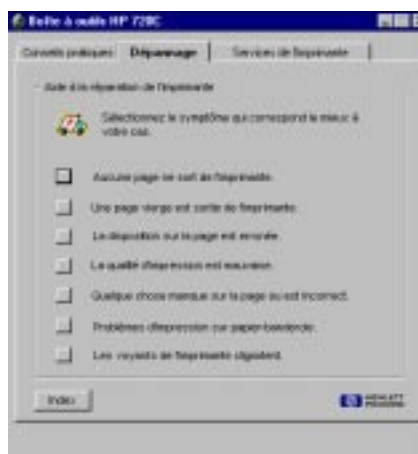 Boîte à outils HP 720C
Conseils pratiques Dépannage Services de l'imprimante
Aide à la réparation de l'imprimante
Sélectionnez le symptôme qui correspond le mieux à
votre cas.
Aucune page ne sort de l'imprimante.
Une page vierge est sortie de l'imprimante.
La disposition sur la page est erronée.
La qualité d'impression est mauvaise.
Quelque chose manque sur la page ou est incorrect.
Problèmes d'impression sur papier-banderole.
Les voyants de l'imprimante clignotent.
Index
HEWLETT
PACKARD